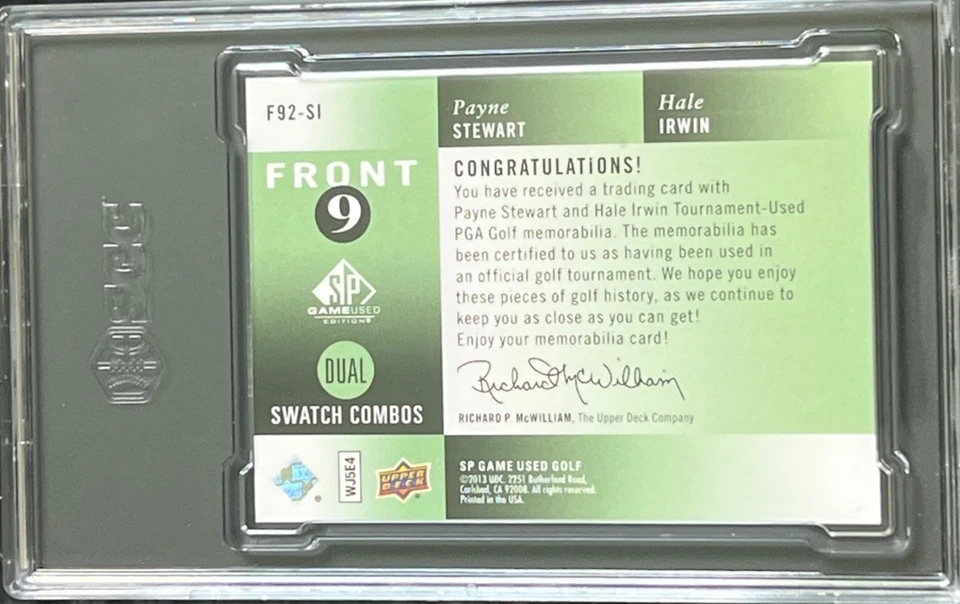 SGC
F92-SI
Payne
STEWART
Hale
IRWIN
FRONT
9
SP
GAMEUSED
EDITION®
DUAL
SWATCH COMBOS
CONGRATULATIONS!
You have received a trading card with
Payne Stewart and Hale Irwin Tournament-Used
PGA Golf memorabilia. The memorabilia has
been certified to us as having been used in
an official golf tournament. We hope you enjoy
these pieces of golf history, as we continue to
keep you as close as you can get!
Enjoy your memorabilia card!
Richard McWilliam
RICHARD P. McWILLIAM, The Upper Deck Company
WJ5E4
UPPER
DECK
SP GAME USED GOLF
©2013 UDC. 2251 Rutherford Road,
Carlsbad, CA 92008. All rights reserved.
Printed in the USA.